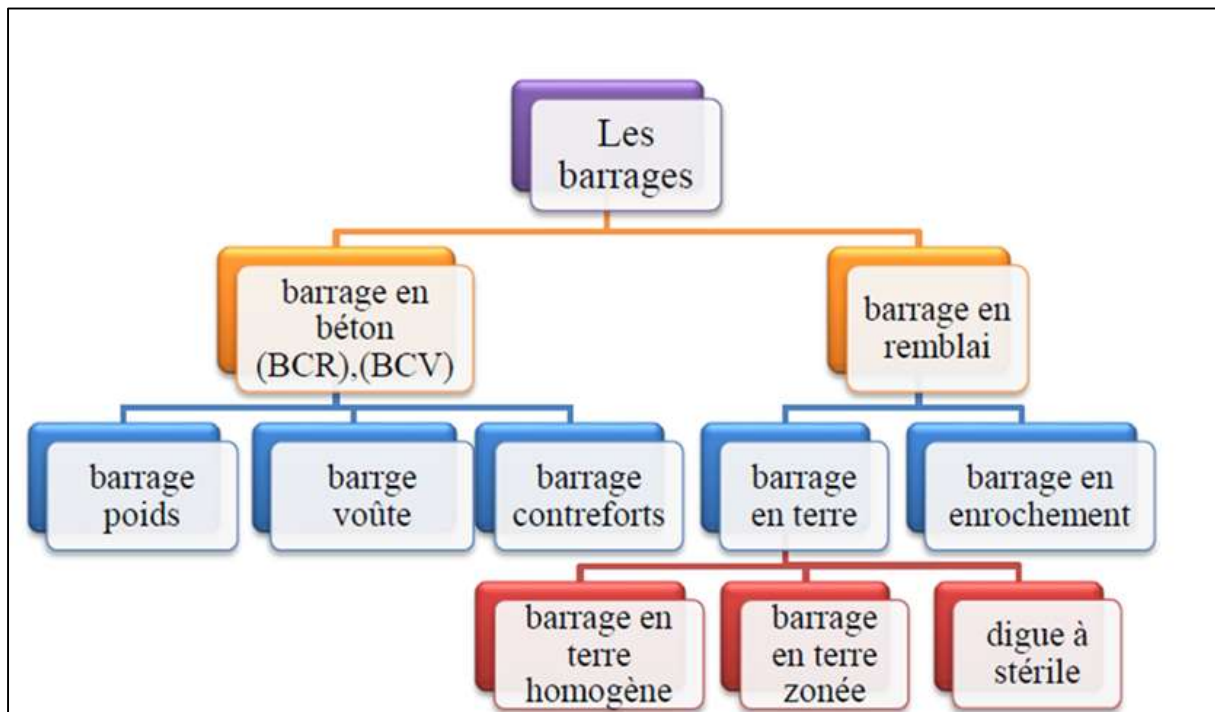 Les
barrages
barrage en
béton
(BCR),(BCV)
barrage en
remblai
barrage
poids
barrge
voûte
barrage
contreforts
barrage
en terre
barrage en
enrochement
barrage en
terre
homogène
barrage
en terre
zonée
digue à
stérile